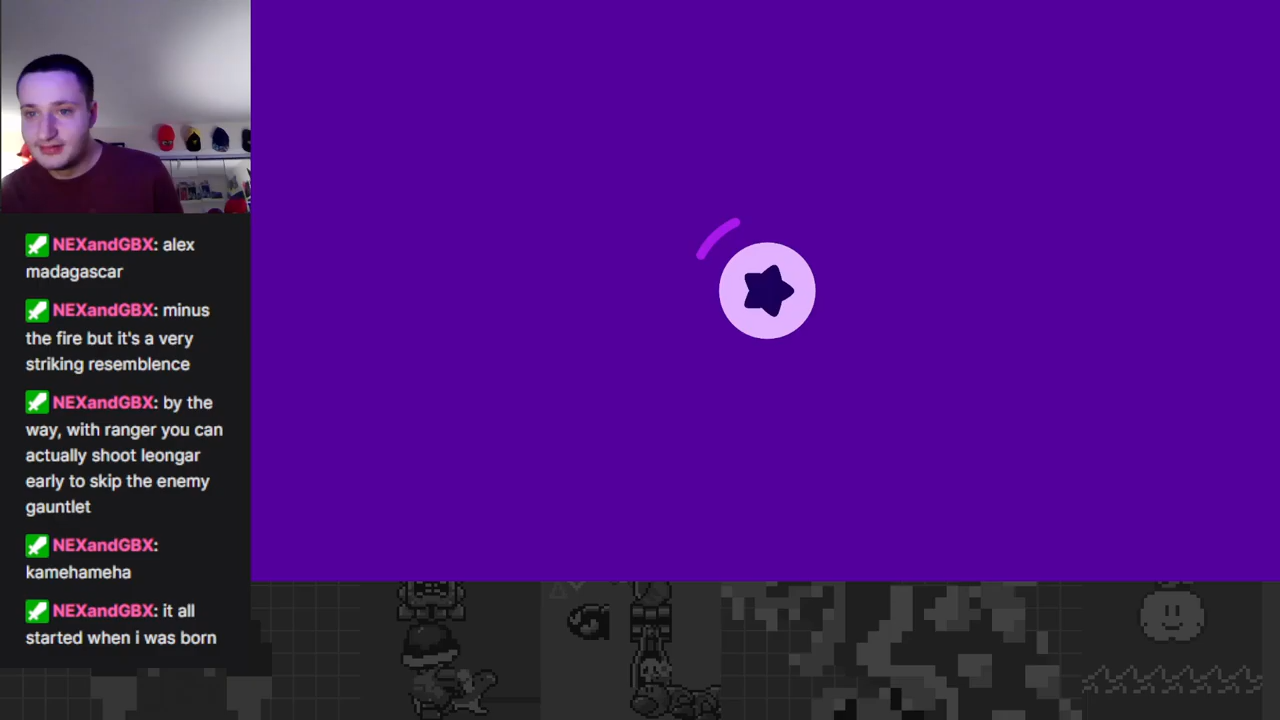 NEXandGBX: alex
madagascar
NEXandGBX: minus
the fire but it's a very
striking resemblence
NEXandGBX: by the
way, with ranger you can
actually shoot leongar
early to skip the enemy
gauntlet
NEXandGBX:
kamehameha
NEXandGBX: it all
started when i was born